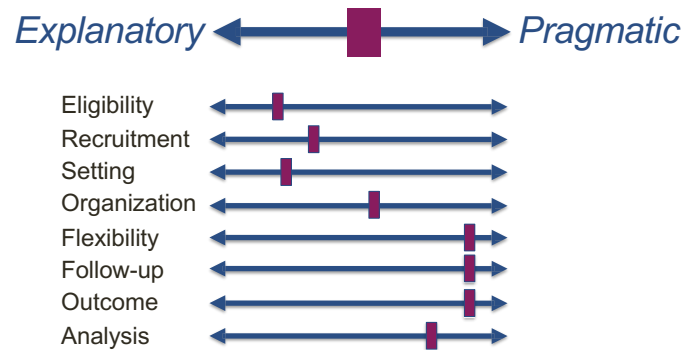 Explanatory Pragmatic
Eligibility
Recruitment
Setting
Organization
Flexibility
Follow-up
Outcome
Analysis